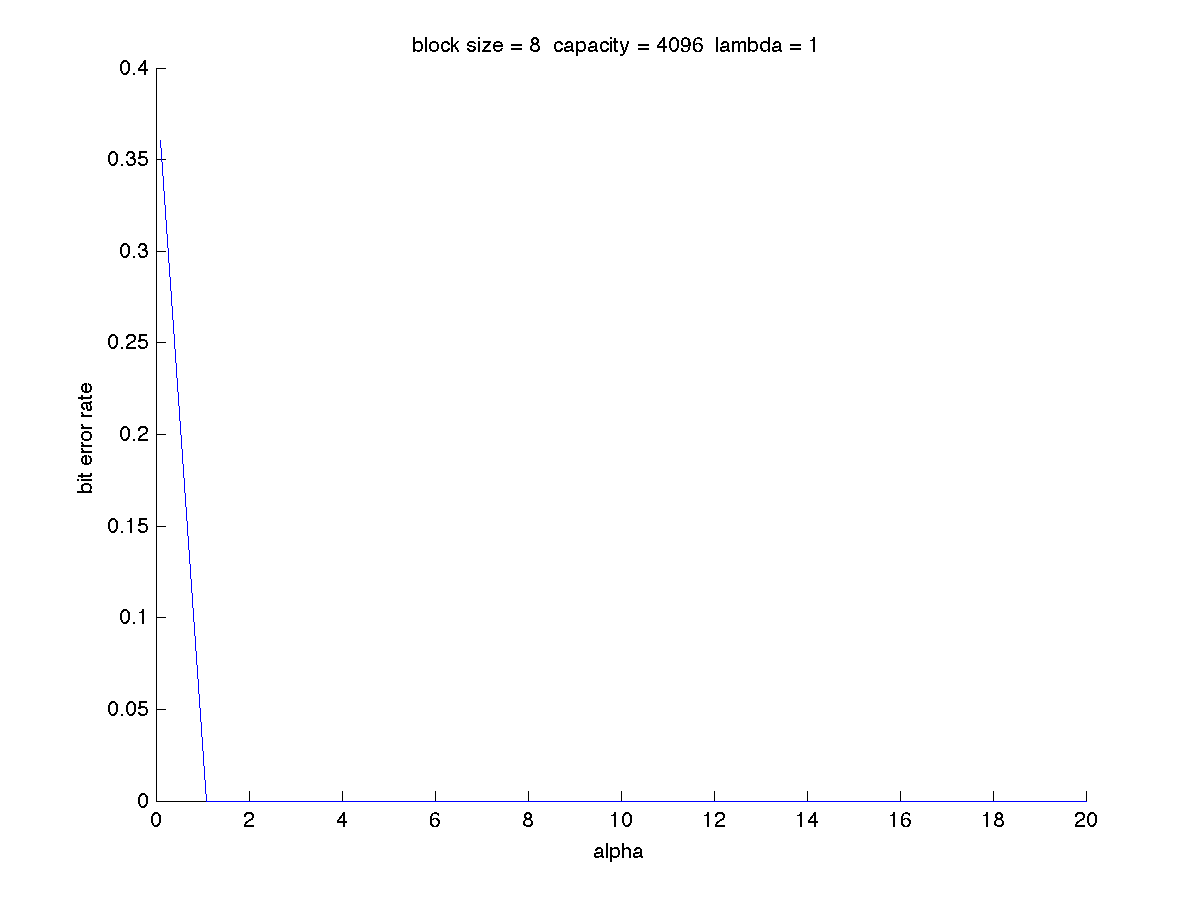 block size = 8  capacity = 4096  lambda = 1
0.4
0.35
0.3
0.25
0.2
0.15
0.1
0.05
0
bit error rate
0 2 4 6 8 10 12 14 16 18 20
alpha